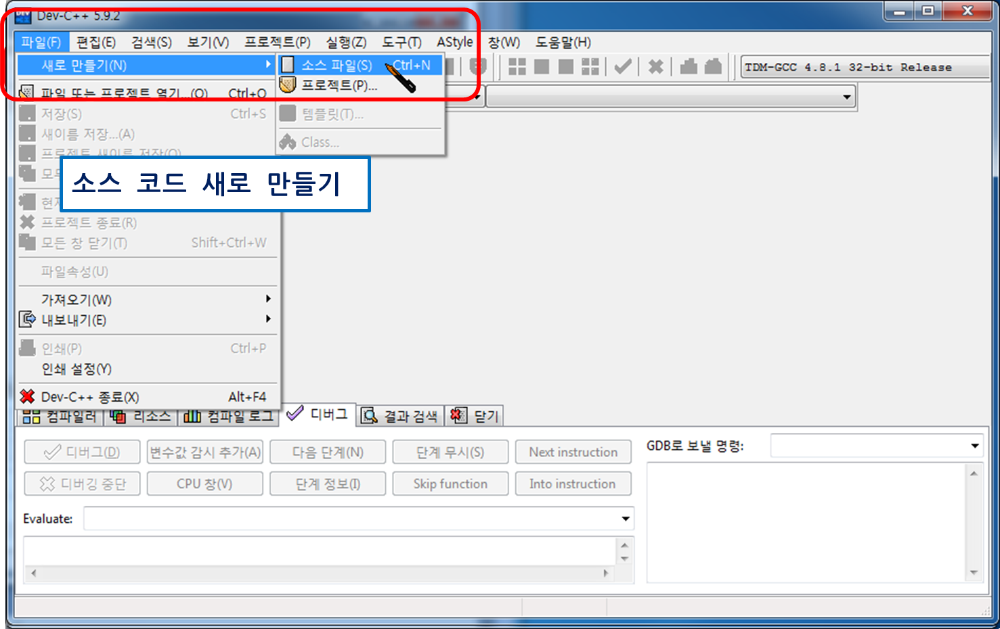 Dev-C++ 5.9.2
파일(F) 편집(E) 검색(S) 보기(V) 프로젝트(P) 실행(Z) 도구(T) AStyle 창(W) 도움말(H)
새로 만들기(N)
소스 파일(S) Ctrl+N
TDM-GCC 4.8.1 32-bit Release
프로젝트(P)...
파일 또는 프로젝트 열기...(O) Ctrl+O
저장(S) Ctrl+S
템플릿(T)...
새이름 저장...(A)
Class...
프로젝트 새이름 저장(O)
소스 코드 새로 만들기
프로젝트 종료(R)
모든 창 닫기(T) Shift+Ctrl+W
파일속성(U)
가져오기(W)
내보내기(E)
인쇄(P) Ctrl+P
인쇄 설정(Y)
Dev-C++ 종료(X) Alt+F4
컴파일러 리소스 컴파일 로그 디버그 결과 검색 닫기
디버그(D) 변수값 감시 추가(A) 다음 단계(N) 단계 무시(S) Next instruction GDB로 보낼 명령:
디버깅 중단 CPU 창(V) 단계 정보(I) Skip function Into instruction
Evaluate: